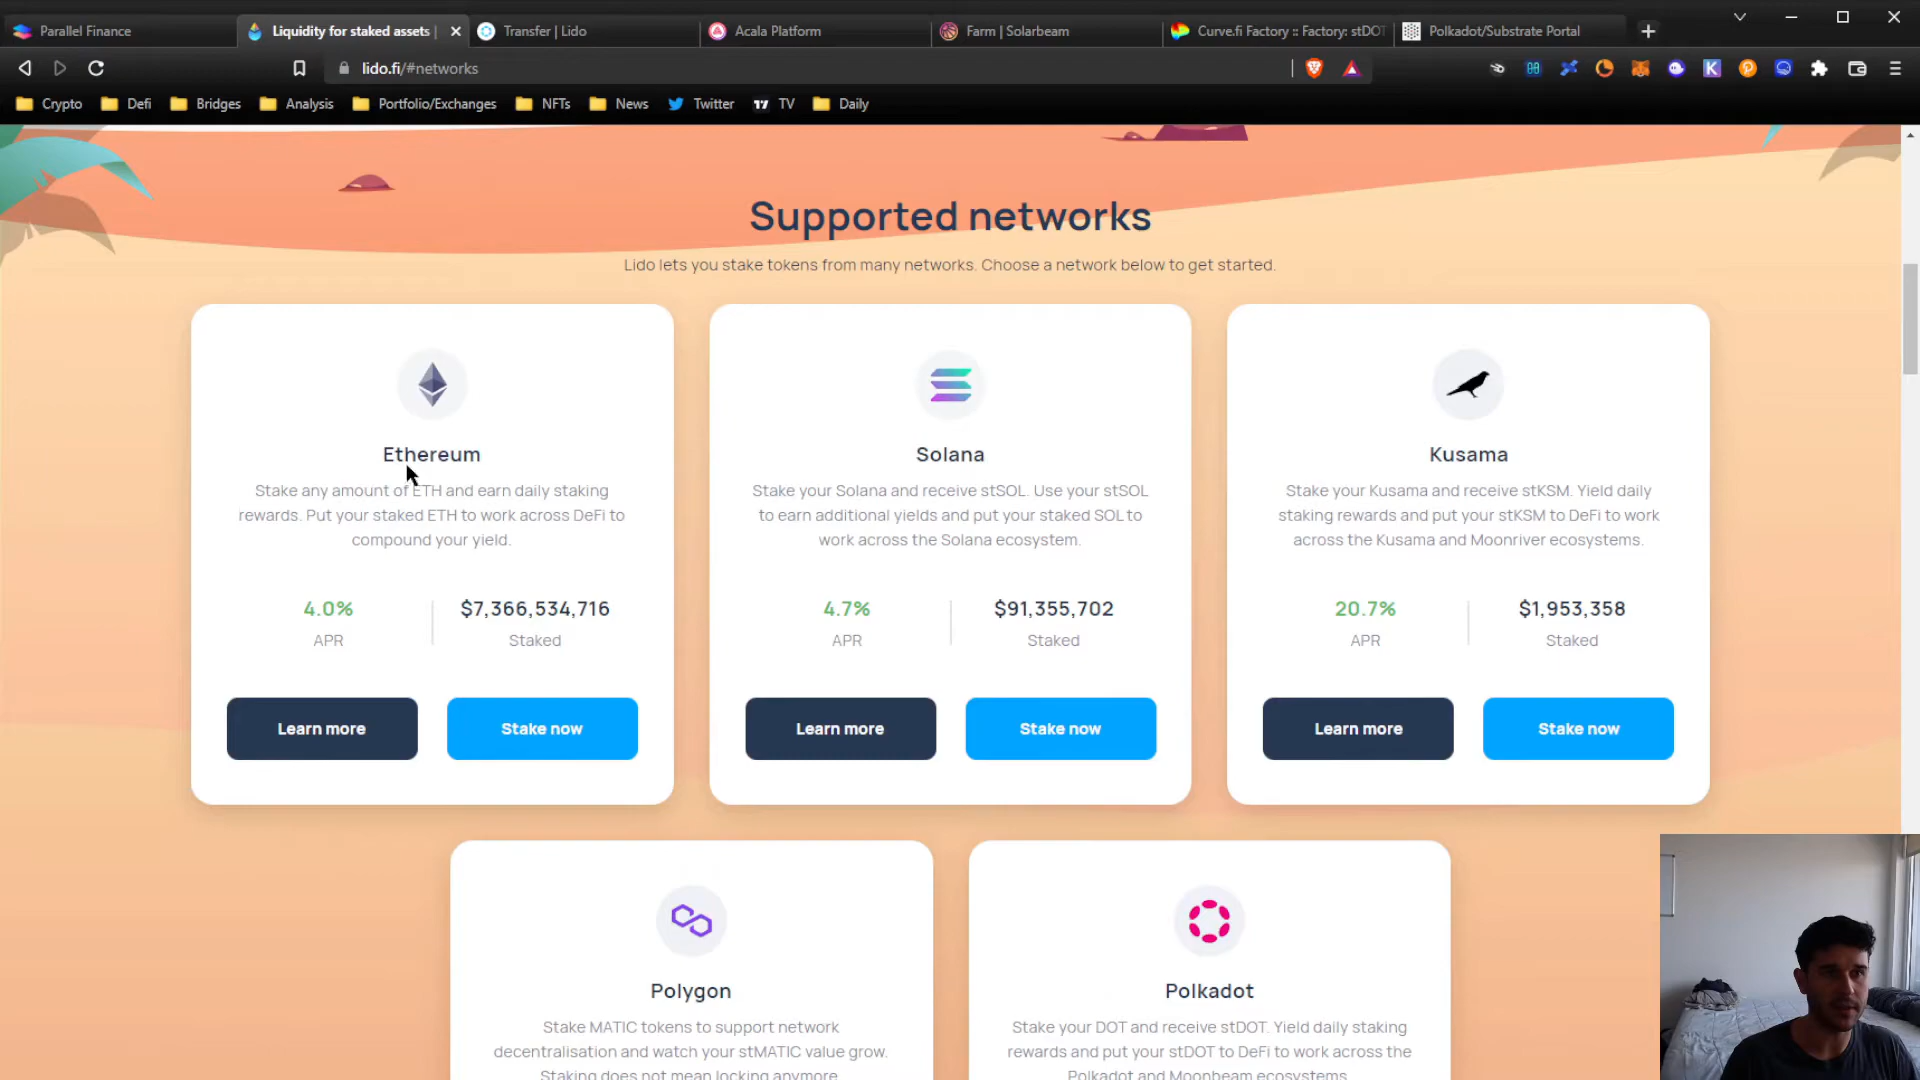 Parallel Finance
Liquidity for staked assets |
Transfer | Lido
Acala Platform
Farm | Solarbeam
Curve.fi Factory :: Factory: stDOT
Polkadot/Substrate Portal
lido.fi/#networks
Crypto
Defi
Bridges
Analysis
Portfolio/Exchanges
NFTs
News
Twitter
TV
Daily
Supported networks
Lido lets you stake tokens from many networks. Choose a network below to get started.
Ethereum
Stake any amount of ETH and earn daily staking
rewards. Put your staked ETH to work across DeFi to
compound your yield.
4.0%
APR
$7,366,534,716
Staked
Learn more
Stake now
Solana
Stake your Solana and receive stSOL. Use your stSOL
to earn additional yields and put your staked SOL to
work across the Solana ecosystem.
4.7%
APR
$91,355,702
Staked
Learn more
Stake now
Kusama
Stake your Kusama and receive stKSM. Yield daily
staking rewards and put your stKSM to DeFi to work
across the Kusama and Moonriver ecosystems.
20.7%
APR
$1,953,358
Staked
Learn more
Stake now
Polygon
Stake MATIC tokens to support network
decentralisation and watch your stMATIC value grow.
Staking does not mean locking anymore.
Polkadot
Stake your DOT and receive stDOT. Yield daily staking
rewards and put your stDOT to DeFi to work across the
Polkadot and Moonbeam ecosystems.